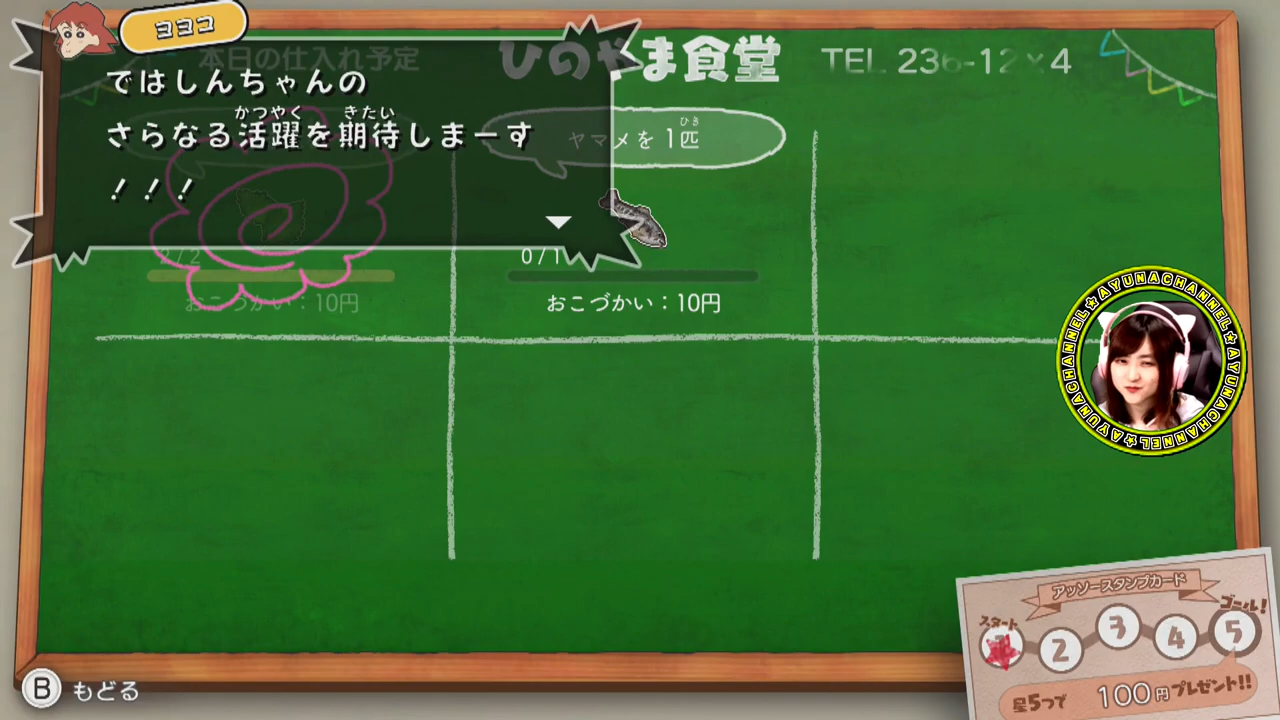 ヨヨコ
ではしんちゃんの
さらなる活躍を期待しまーす
かつやく きたい
！！！
本日の仕入れ予定
ひのやま食堂
TEL 236-12×4
ヤマメを1匹
ひき
2/2
おこづかい：10円
0/1
おこづかい：10円
AYUNACHANNEL★AYUNACHANNEL★AYUNACHANNEL★AYUNACHANNEL★
アッソースタンプカード
スタート
ゴール!
1 2 3 4 5
星5つで 100円プレゼント!!
B もどる